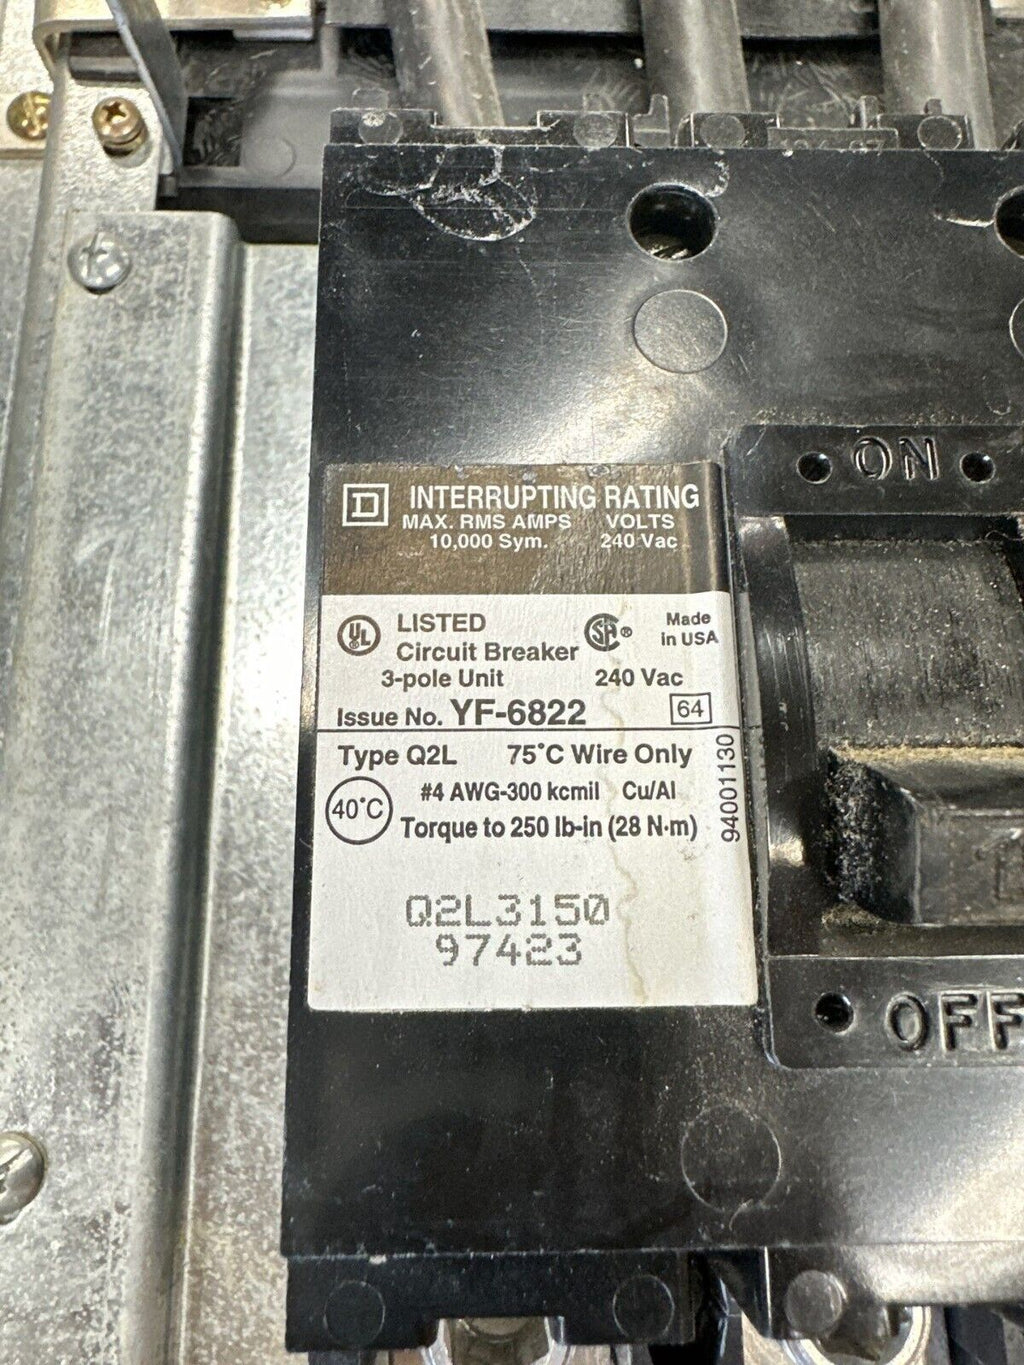 ON
D INTERRUPTING RATING
MAX. RMS AMPS VOLTS
10,000 Sym. 240 Vac
UL LISTED SA® Made
Circuit Breaker in USA
3-pole Unit 240 Vac
Issue No. YF-6822 64
Type Q2L 75°C Wire Only
40°C #4 AWG-300 kcmil Cu/Al
Torque to 250 lb-in (28 N·m)
94001130
Q2L3150
97423
OFF